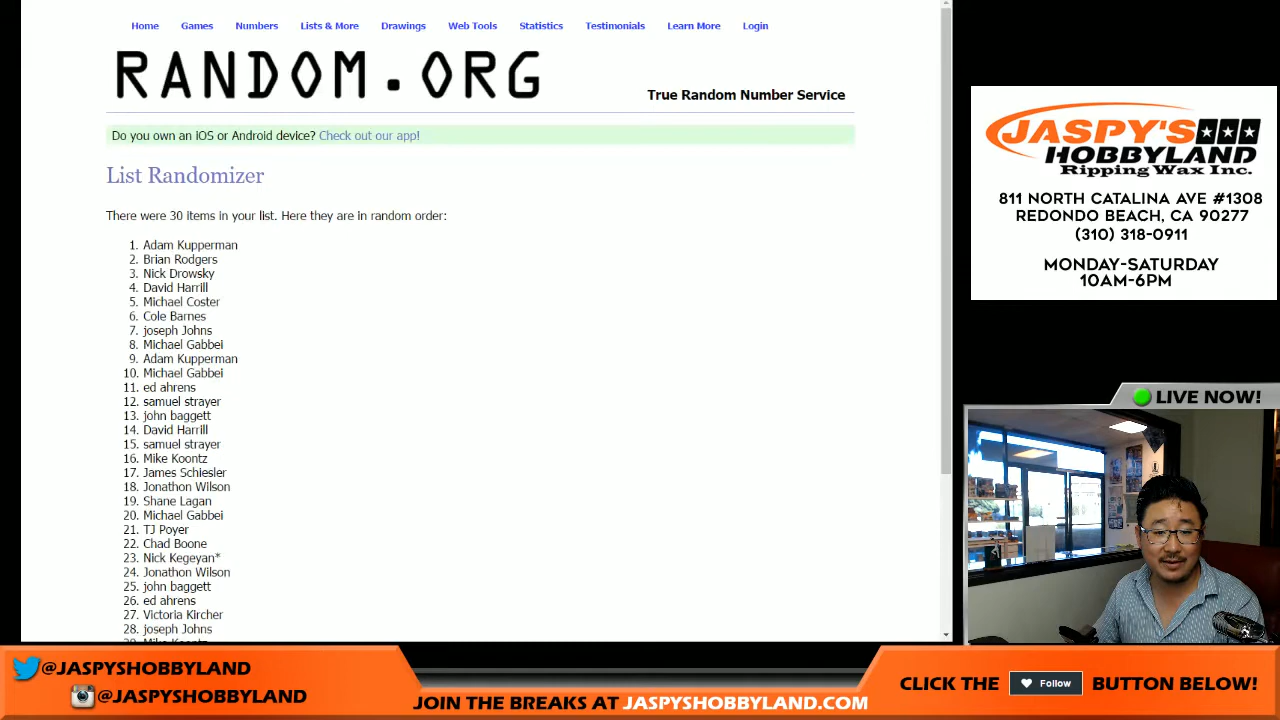 Home Games Numbers Lists & More Drawings Web Tools Statistics Testimonials Learn More Login
RANDOM.ORG
True Random Number Service
Do you own an iOS or Android device? Check out our app!
List Randomizer
There were 30 items in your list. Here they are in random order:
1. Adam Kupperman
2. Brian Rodgers
3. Nick Drowsky
4. David Harrill
5. Michael Coster
6. Cole Barnes
7. joseph Johns
8. Michael Gabbei
9. Adam Kupperman
10. Michael Gabbei
11. ed ahrens
12. samuel strayer
13. john baggett
14. David Harrill
15. samuel strayer
16. Mike Koontz
17. James Schiesler
18. Jonathon Wilson
19. Shane Lagan
20. Michael Gabbei
21. TJ Poyer
22. Chad Boone
23. Nick Kegeyan*
24. Jonathon Wilson
25. john baggett
26. ed ahrens
27. Victoria Kircher
28. joseph Johns
JASPY'S
HOBBYLAND
Ripping Wax Inc.
811 NORTH CATALINA AVE #1308
REDONDO BEACH, CA 90277
(310) 318-0911
MONDAY-SATURDAY
10AM-6PM
LIVE NOW!
@JASPYSHOBBYLAND
@JASPYSHOBBYLAND
JOIN THE BREAKS AT JASPYSHOBBYLAND.COM
CLICK THE Follow BUTTON BELOW!